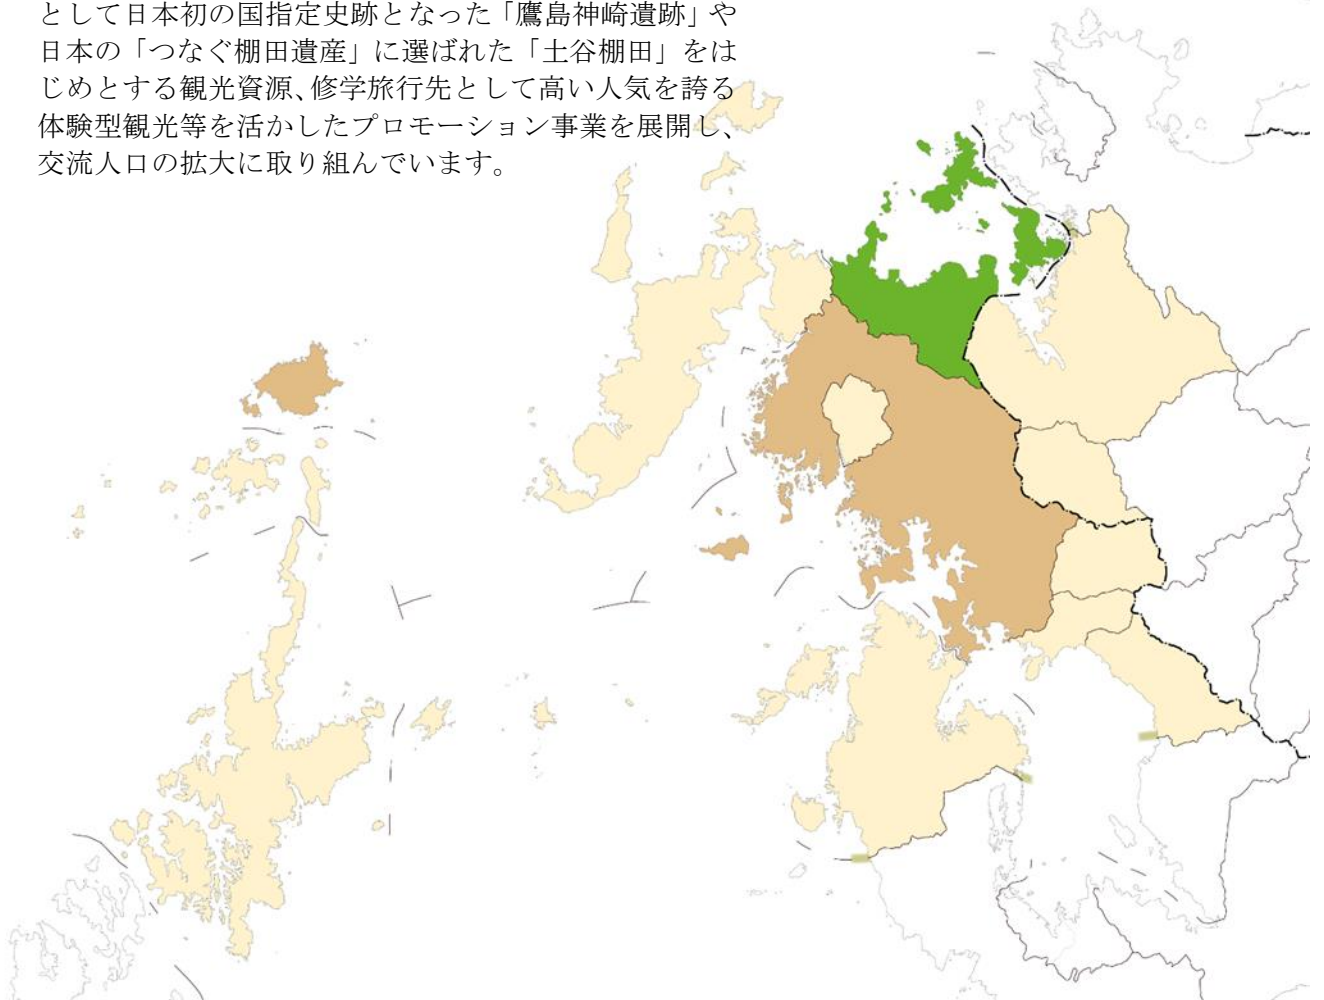 として日本初の国指定史跡となった「鷹島神崎遺跡」や
日本の「つなぐ棚田遺産」に選ばれた「土谷棚田」をは
じめとする観光資源、修学旅行先として高い人気を誇る
体験型観光等を活かしたプロモーション事業を展開し、
交流人口の拡大に取り組んでいます。